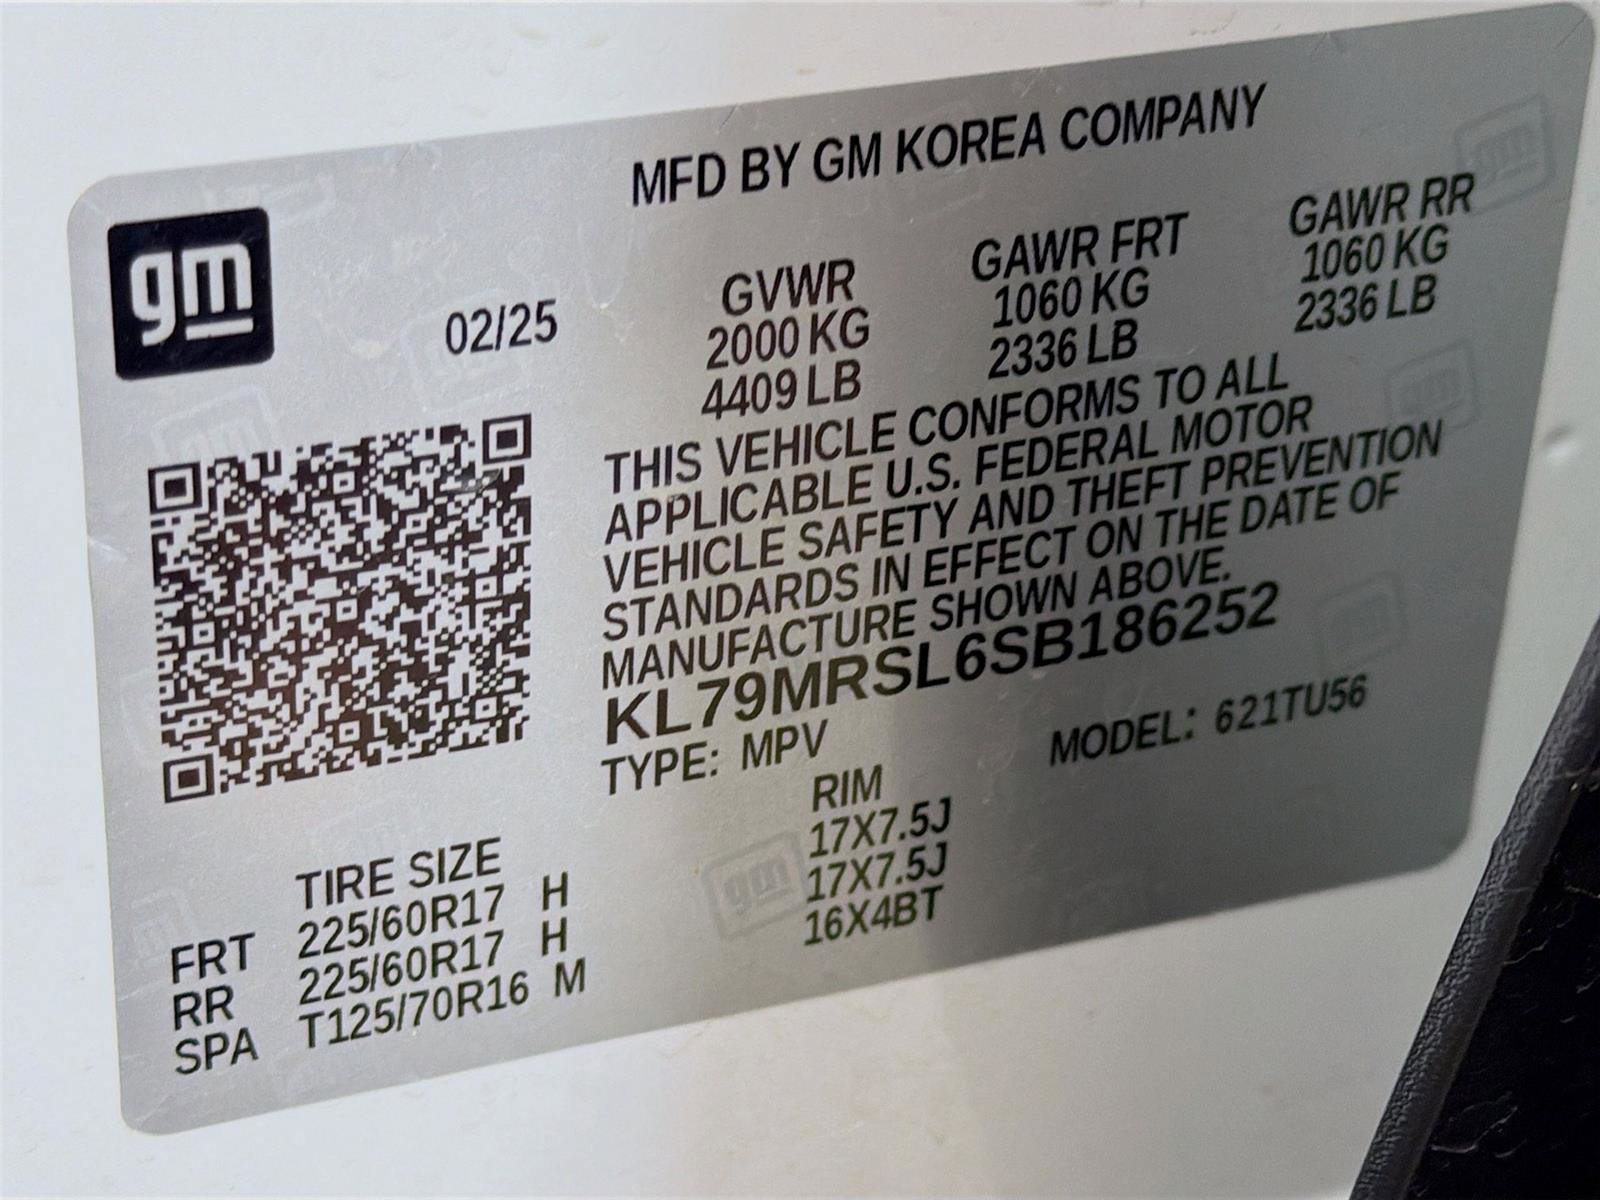 MFD BY GM KOREA COMPANY
gm
02/25
GVWR GAWR FRT GAWR RR
2000 KG 1060 KG 1060 KG
4409 LB 2336 LB 2336 LB
THIS VEHICLE CONFORMS TO ALL
APPLICABLE U.S. FEDERAL MOTOR
VEHICLE SAFETY AND THEFT PREVENTION
STANDARDS IN EFFECT ON THE DATE OF
MANUFACTURE SHOWN ABOVE.
KL79MRSL6SB186252
TYPE: MPV MODEL: 621TU56
TIRE SIZE RIM
FRT 225/60R17 H 17X7.5J
RR 225/60R17 H 17X7.5J
SPA T125/70R16 M 16X4BT